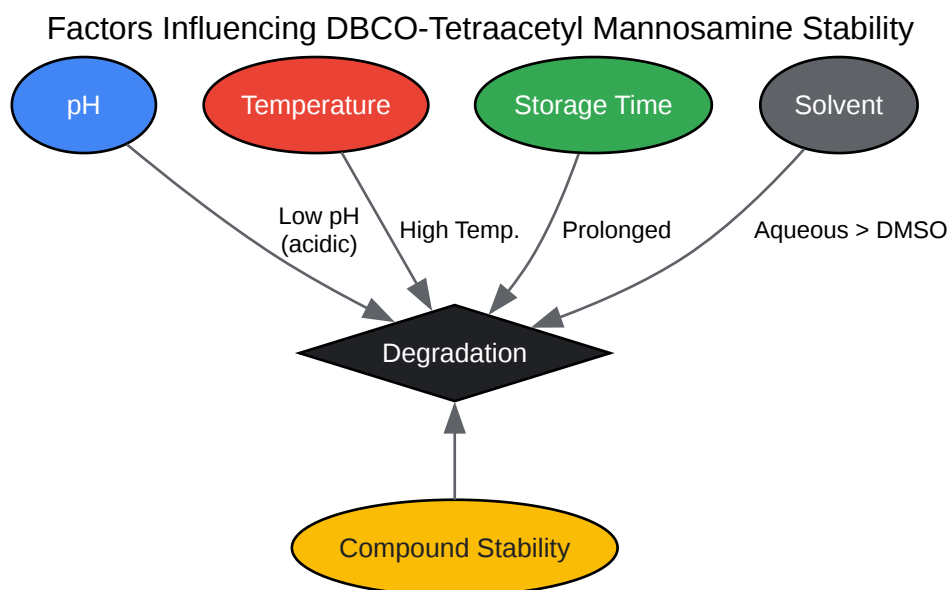 Factors Influencing DBCO-Tetraacetyl Mannosamine Stability
pH
Temperature
Storage Time
Solvent
Low pH
(acidic)
High Temp.
Prolonged
Aqueous > DMSO
Degradation
Compound Stability